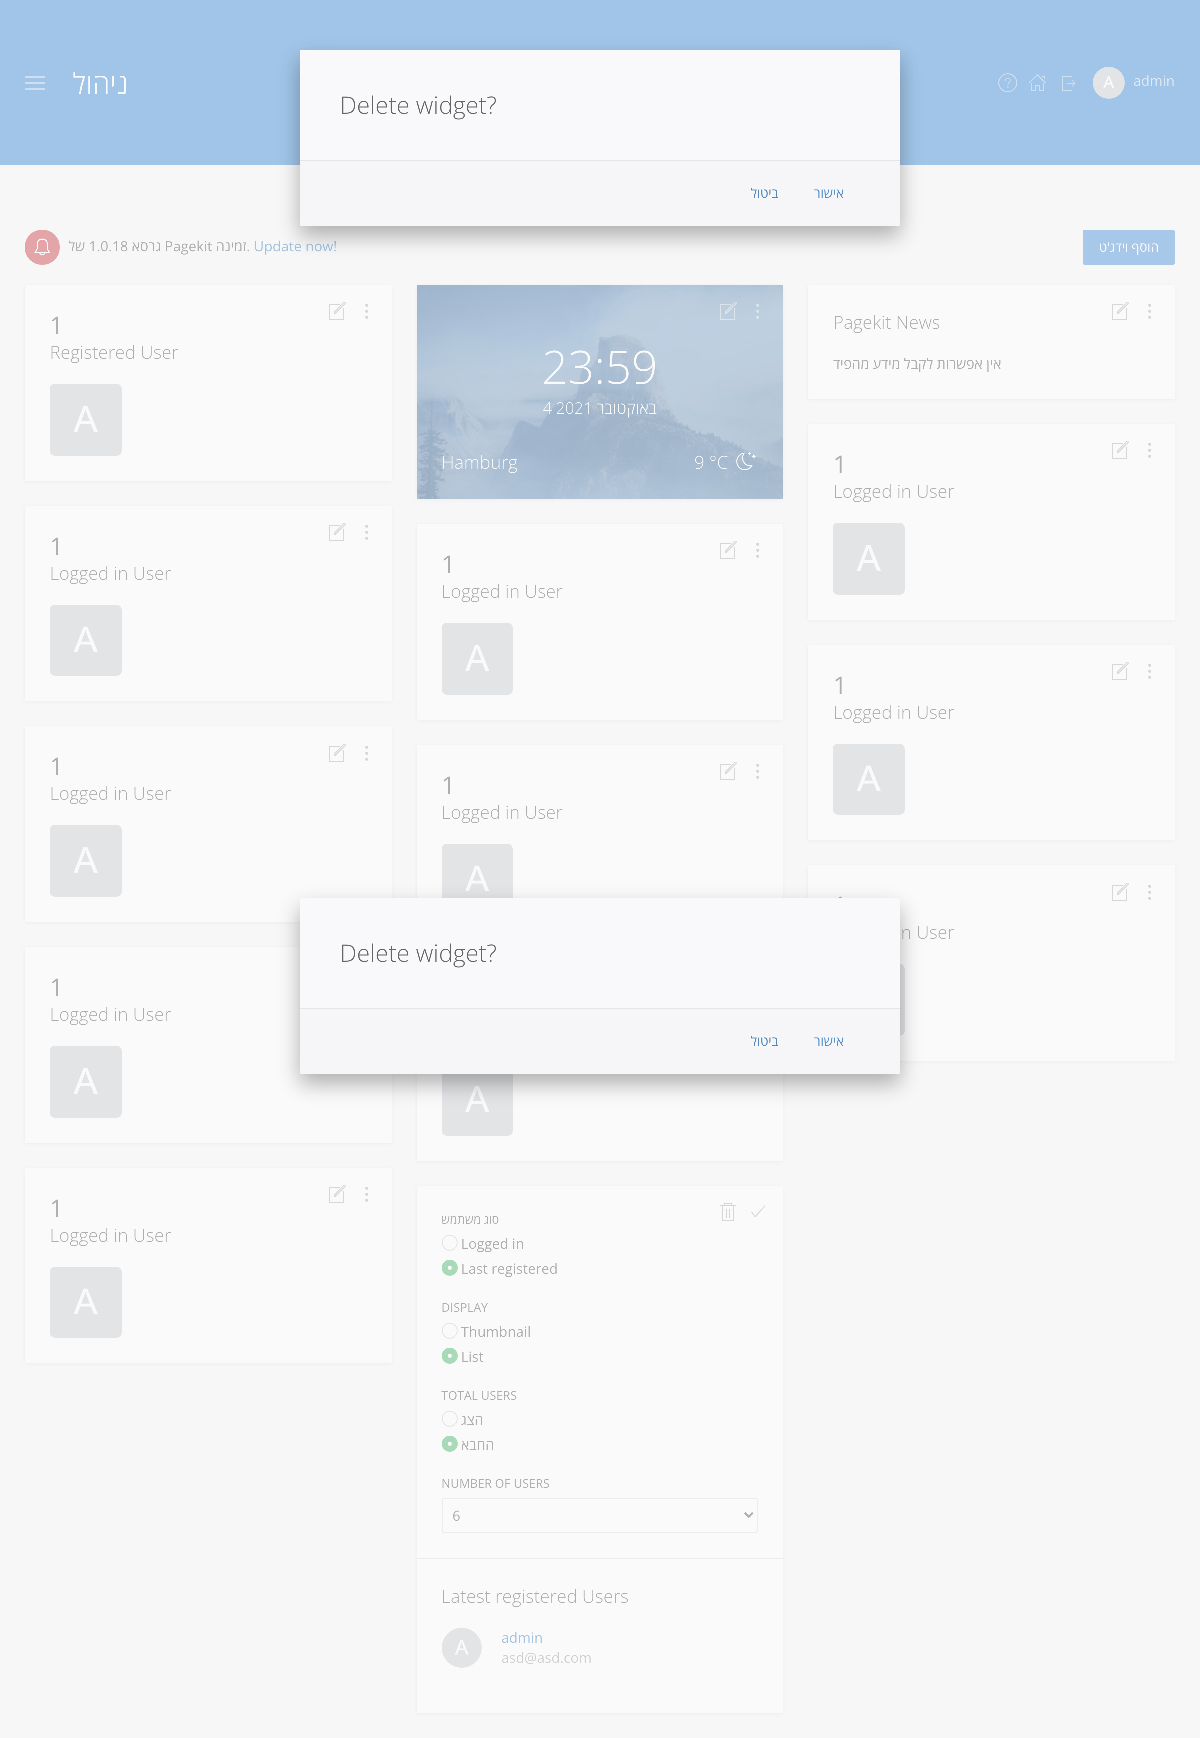 ניהול
admin
A
Delete widget?
ביטול
אישור
גרסא 1.0.18 של Pagekit זמינה. Update now!
הוסף וידג'ט
1
Registered User
A
1
Logged in User
A
1
Logged in User
A
1
Logged in User
A
1
Logged in User
A
23:59
4 באוקטובר 2021
Hamburg
9 °C
1
Logged in User
A
1
Logged in User
A
Delete widget?
ביטול
אישור
A
סוג משתמש
Logged in
Last registered
DISPLAY
Thumbnail
List
TOTAL USERS
הצג
החבא
NUMBER OF USERS
6
Latest registered Users
A
admin
asd@asd.com
Pagekit News
אין אפשרות לקבל מידע מהפיד
1
Logged in User
A
1
Logged in User
A
n User